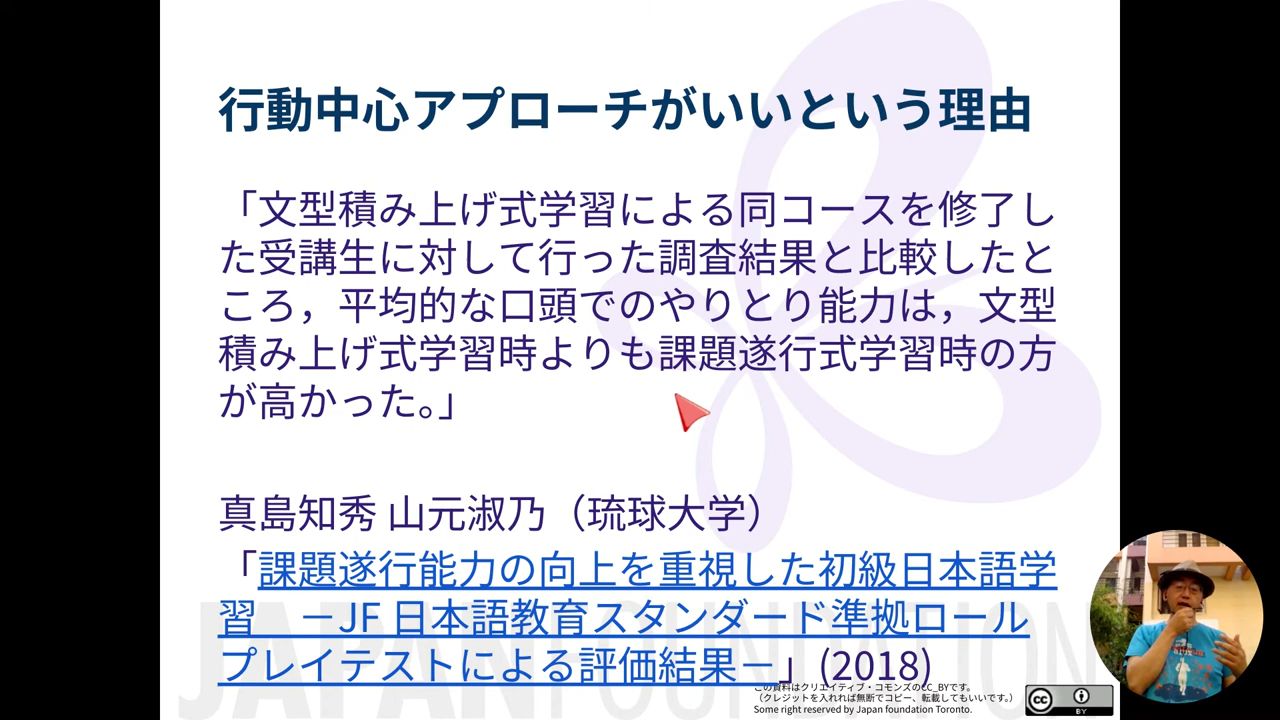 行動中心アプローチがいいという理由
「文型積み上げ式学習による同コースを修了し
た受講生に対して行った調査結果と比較したと
ころ，平均的な口頭でのやりとり能力は，文型
積み上げ式学習時よりも課題遂行式学習時の方
が高かった。」
真島知秀 山元淑乃（琉球大学）
「課題遂行能力の向上を重視した初級日本語学
習　－JF 日本語教育スタンダード準拠ロール
プレイテストによる評価結果－」(2018)
この資料はクリエイティブ・コモンズのCC_BYです。
（クレジットを入れれば無断でコピー、転載してもいいです。）
Some right reserved by Japan foundation Toronto.
cc
BY
JAPAN FOUNDATION